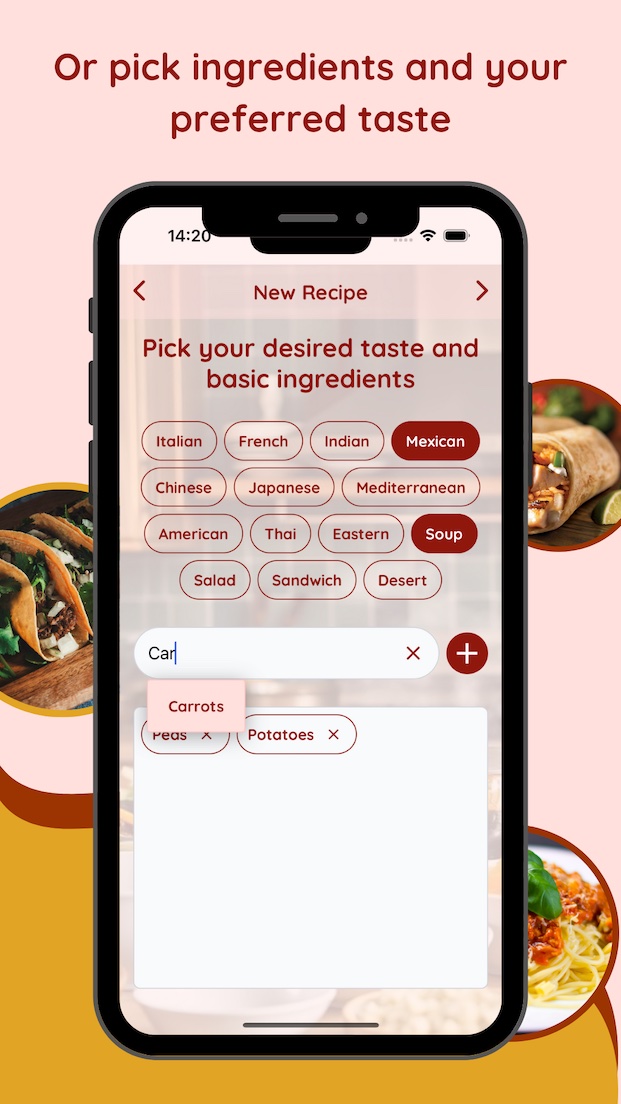 Or pick ingredients and your
preferred taste
14:20
New Recipe
Pick your desired taste and
basic ingredients
Italian French Indian Mexican
Chinese Japanese Mediterranean
American Thai Eastern Soup
Salad Sandwich Desert
Car
Carrots
Peas Potatoes